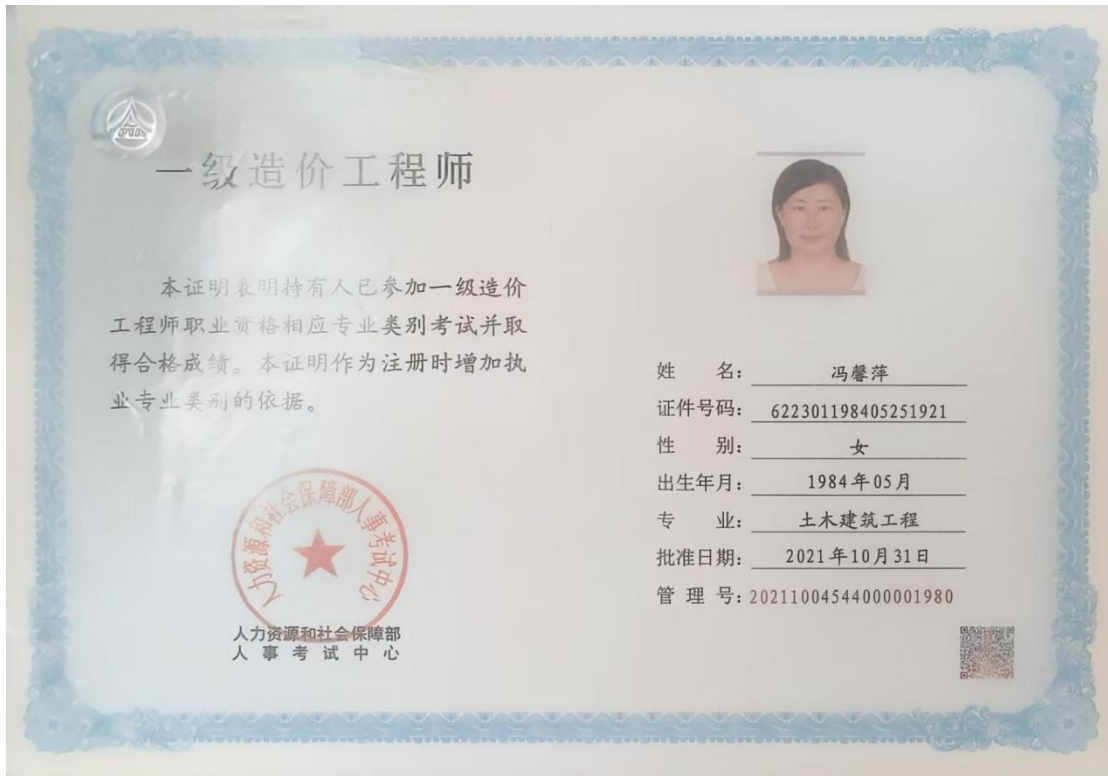 一级造价工程师
本证明表明持有人已参加一级造价
工程师职业资格相应专业类别考试并取
得合格成绩。本证明作为注册时增加执
业专业类别的依据。
人力资源和社会保障部人事考试中心
人力资源和社会保障部
人事考试中心
姓名：冯馨萍
证件号码：622301198405251921
性别：女
出生年月：1984年05月
专业：土木建筑工程
批准日期：2021年10月31日
管理号：20211004544000001980